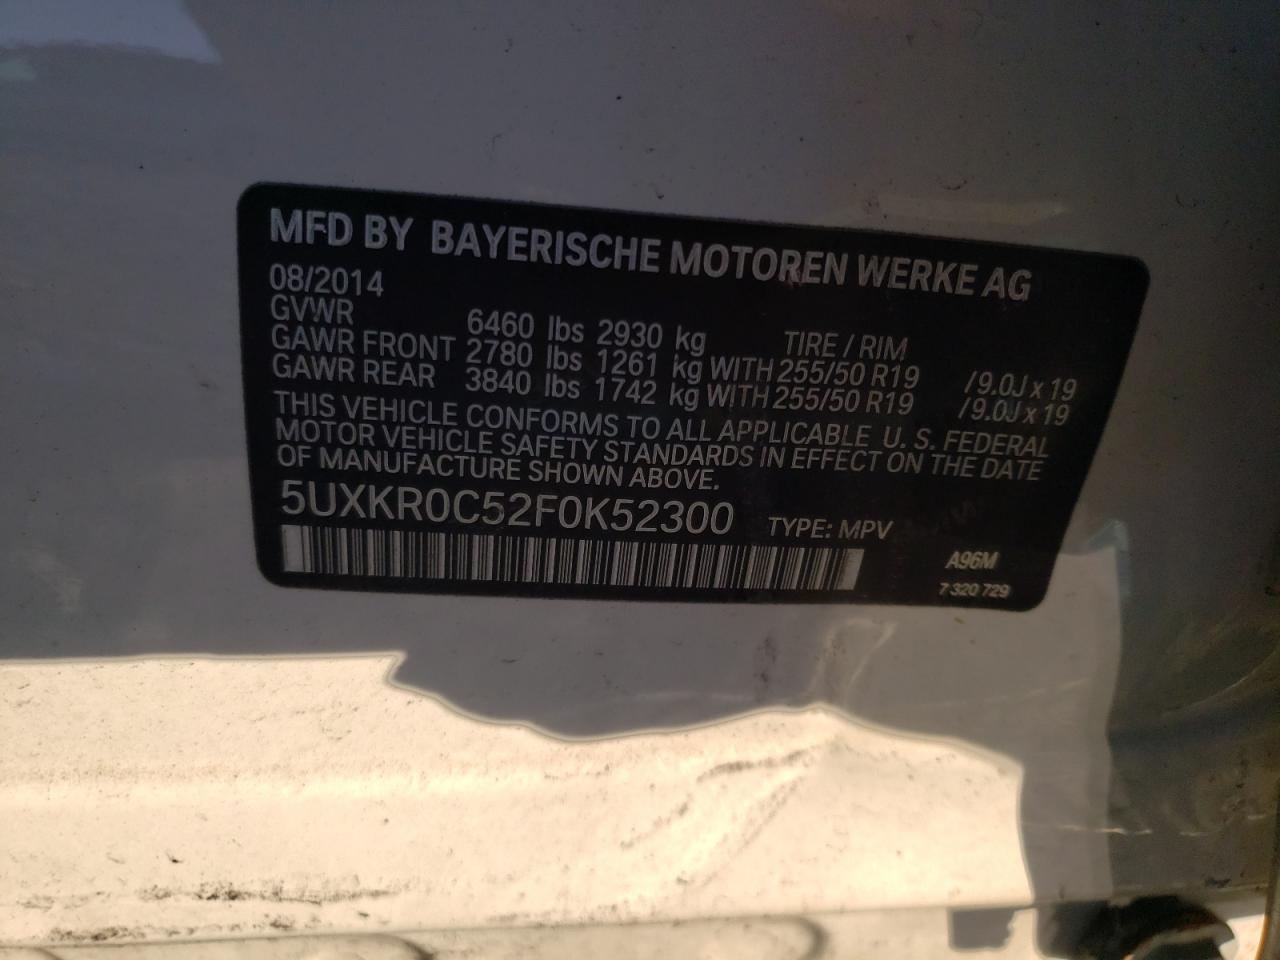 MFD BY BAYERISCHE MOTOREN WERKE AG
08/2014
GVWR 6460 lbs 2930 kg TIRE / RIM
GAWR FRONT 2780 lbs 1261 kg WITH 255/50 R19 /9.0J x 19
GAWR REAR 3840 lbs 1742 kg WITH 255/50 R19 /9.0J x 19
THIS VEHICLE CONFORMS TO ALL APPLICABLE U. S. FEDERAL
MOTOR VEHICLE SAFETY STANDARDS IN EFFECT ON THE DATE
OF MANUFACTURE SHOWN ABOVE.
5UXKR0C52F0K52300 TYPE: MPV
A96M
7 320 729